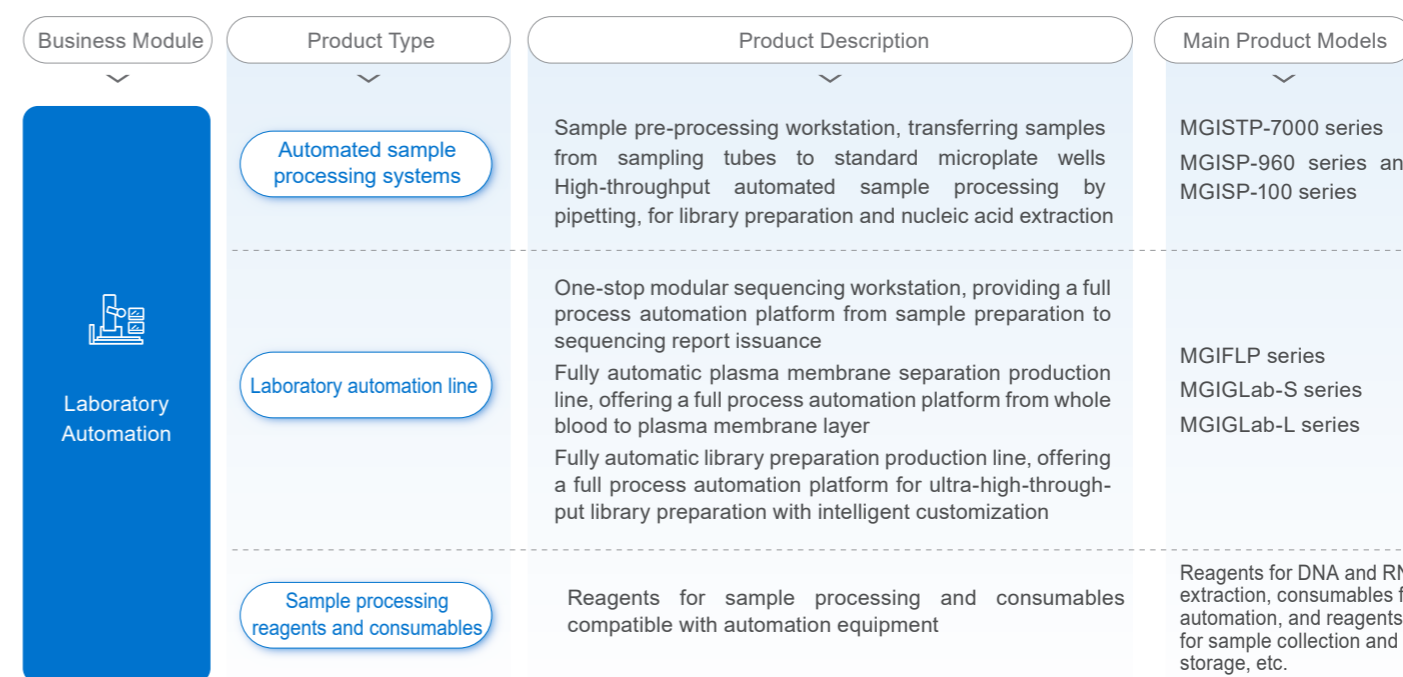 Business Module
Product Type
Product Description
Main Product Models
Laboratory
Automation
Automated sample
processing systems
Sample pre-processing workstation, transferring samples
from sampling tubes to standard microplate wells
High-throughput automated sample processing by
pipetting, for library preparation and nucleic acid extraction
MGISTP-7000 series
MGISP-960 series
MGISP-100 series
Laboratory automation line
One-stop modular sequencing workstation, providing a full
process automation platform from sample preparation to
sequencing report issuance
Fully automatic plasma membrane separation production
line, offering a full process automation platform from whole
blood to plasma membrane layer
Fully automatic library preparation production line, offering
a full process automation platform for ultra-high-through-
put library preparation with intelligent customization
MGIFLP series
MGIGLab-S series
MGIGLab-L series
Sample processing
reagents and consumables
Reagents for sample processing and consumables
compatible with automation equipment
Reagents for DNA and
extraction, consumables
automation, and reagents
for sample collection and
storage, etc.